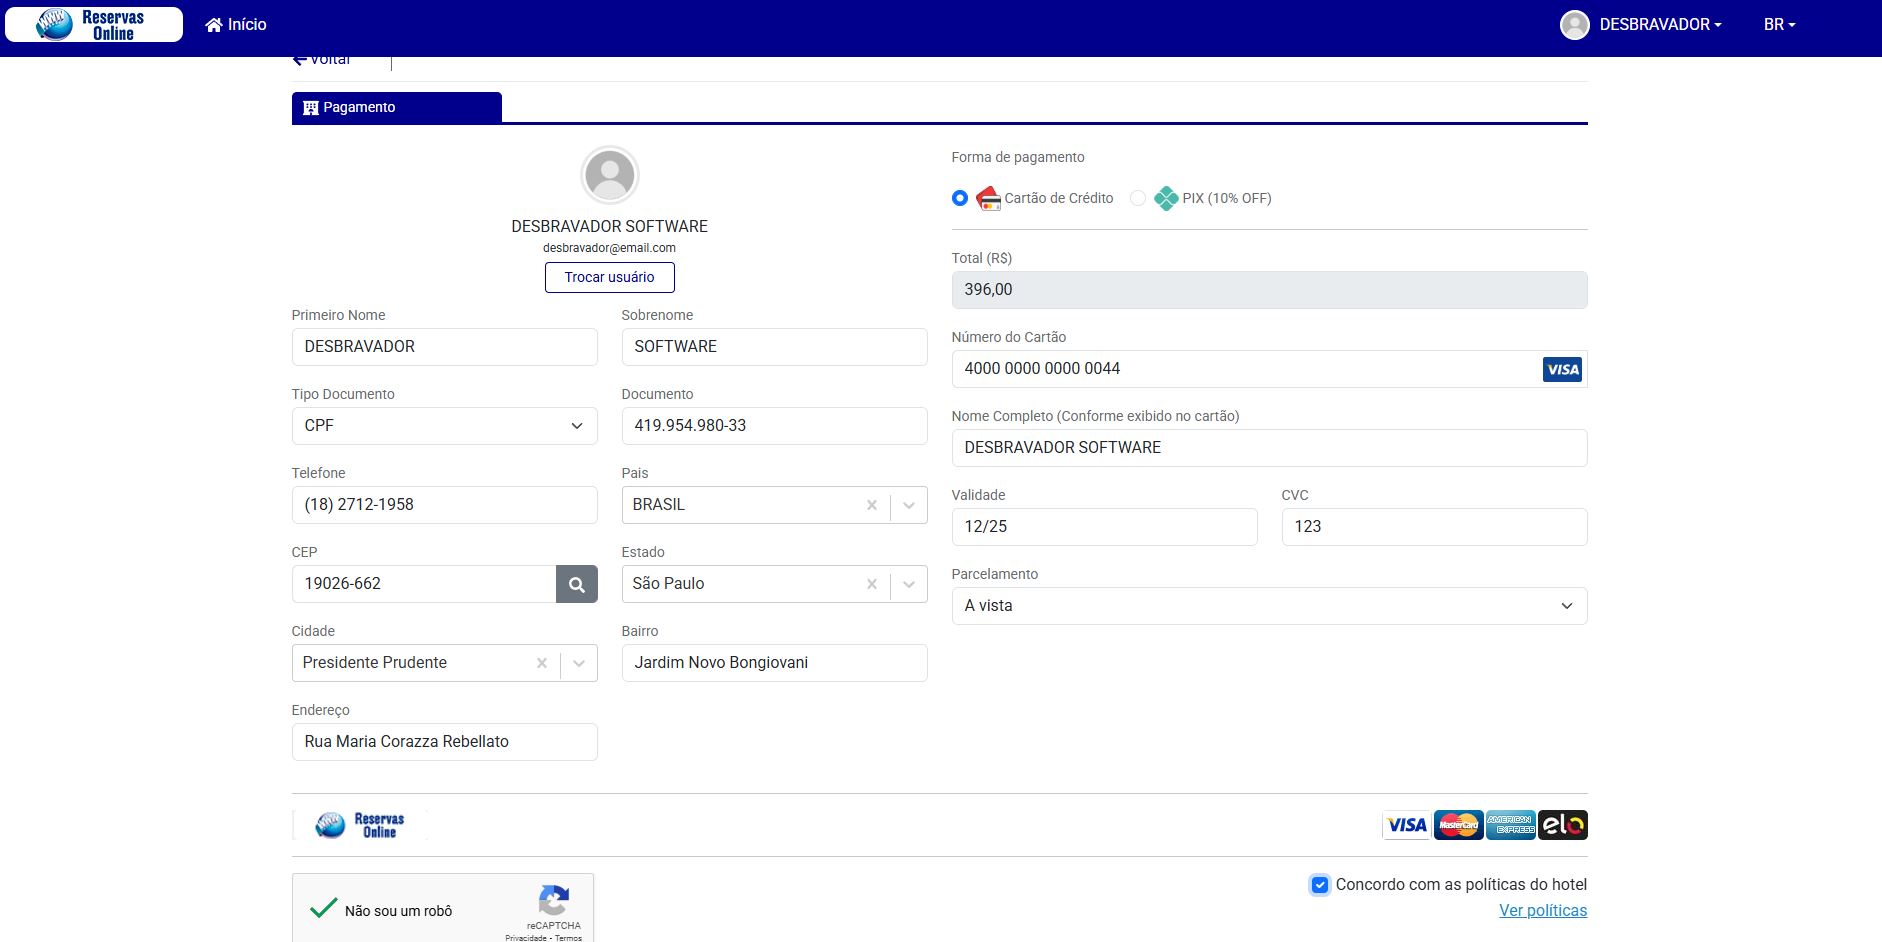 Reservas
Online
Início
DESBRAVADOR
BR
Voltar
Pagamento
DESBRAVADOR SOFTWARE
desbravador@email.com
Trocar usuário
Primeiro Nome
Sobrenome
DESBRAVADOR
SOFTWARE
Tipo Documento
Documento
CPF
419.954.980-33
Telefone
Pais
(18) 2712-1958
BRASIL
CEP
Estado
19026-662
São Paulo
Cidade
Bairro
Presidente Prudente
Jardim Novo Bongiovani
Endereço
Rua Maria Corazza Rebellato
Forma de pagamento
Cartão de Crédito
PIX (10% OFF)
Total (R$)
396,00
Número do Cartão
4000 0000 0000 0044
VISA
Nome Completo (Conforme exibido no cartão)
DESBRAVADOR SOFTWARE
Validade
CVC
12/25
123
Parcelamento
A vista
Reservas
Online
VISA
MasterCard
AMERICAN
EXPRESS
elo
Não sou um robô
reCAPTCHA
Privacidade - Termos
Concordo com as políticas do hotel
Ver políticas